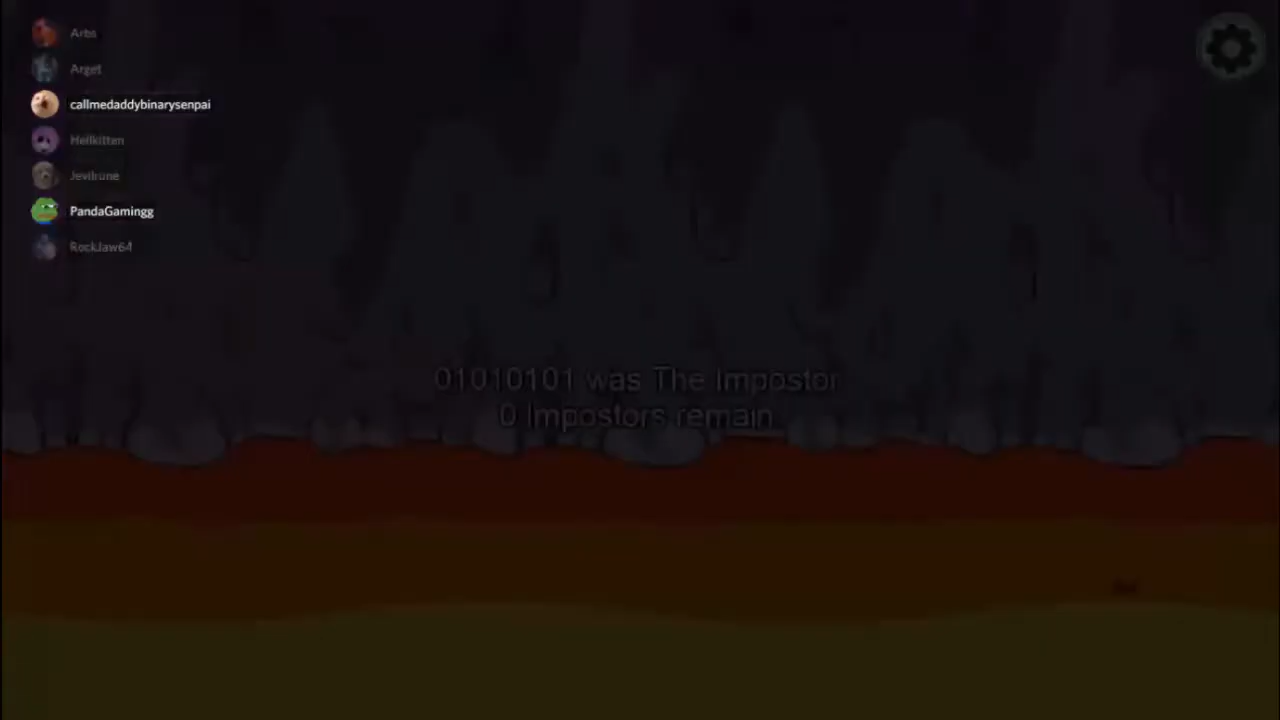 Arbs
Arget
callmedaddybinarysenpai
Hellkitten
Jevilrune
PandaGamingg
RockJaw64
01010101 was The Impostor
0 Impostors remain